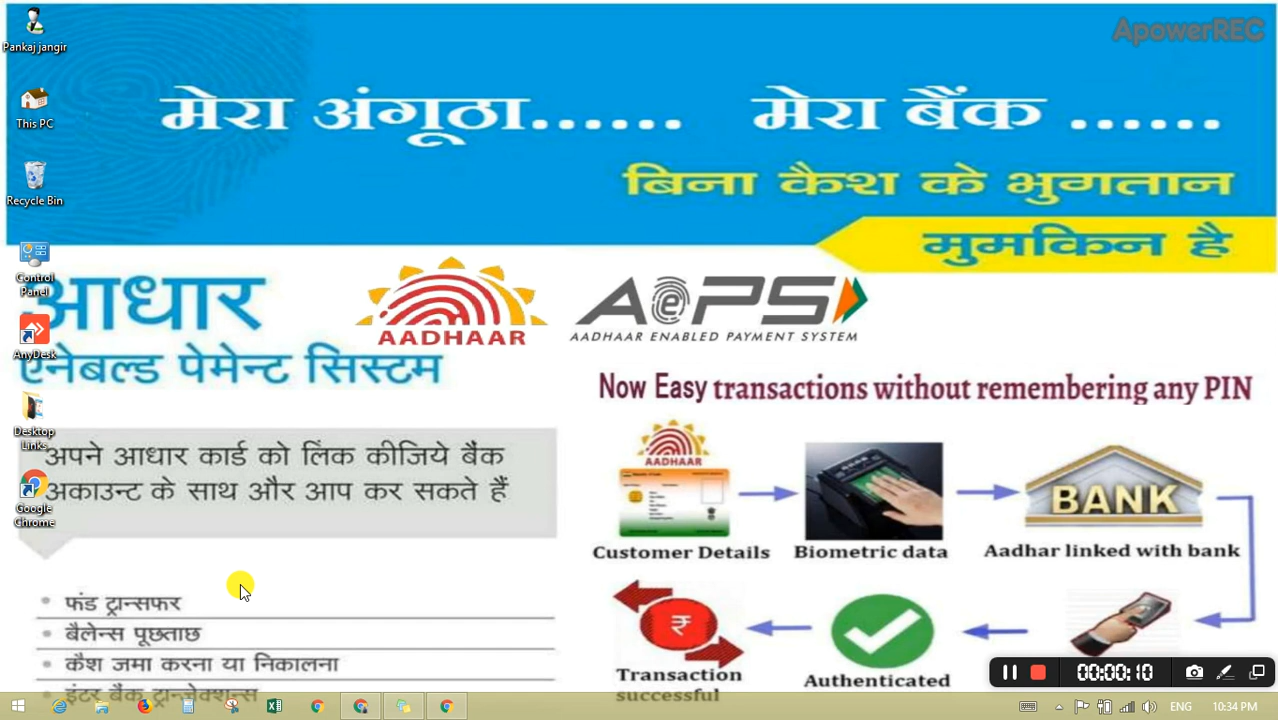 ApowerREC
मेरा अंगूठा...... मेरा बैंक ......
बिना कैश के भुगतान
मुमकिन है
आधार
एनेबल्ड पेमेन्ट सिस्टम
AADHAAR
AePS
AADHAAR ENABLED PAYMENT SYSTEM
Now Easy transactions without remembering any PIN
अपने आधार कार्ड को लिंक कीजिये बैंक
अकाउन्ट के साथ और आप कर सकते हैं
फंड ट्रान्सफर
बैलेन्स पूछताछ
कैश जमा करना या निकालना
इंटर बैंक ट्रान्जेक्शन्स
AADHAAR
BANK
Customer Details
Biometric data
Aadhar linked with bank
Transaction
successful
Authenticated
Pankaj jangir
This PC
Recycle Bin
Control
Panel
AnyDesk
Desktop
Links
Google
Chrome
00:00:10
ENG
10:34 PM